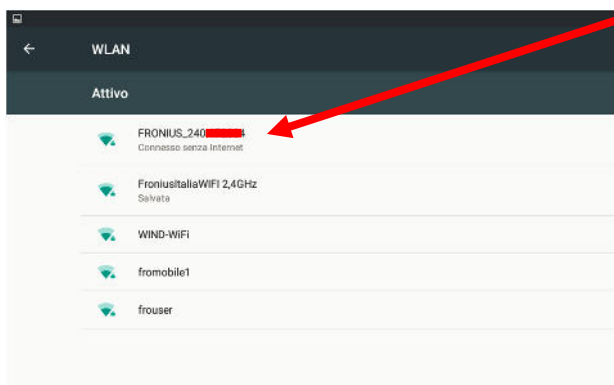 WLAN
Attivo
FRONIUS_240
Connesso senza Internet
FroniusItaliaWIFI 2,4GHz
Salvata
WIND-WiFi
fromobile1
frouser